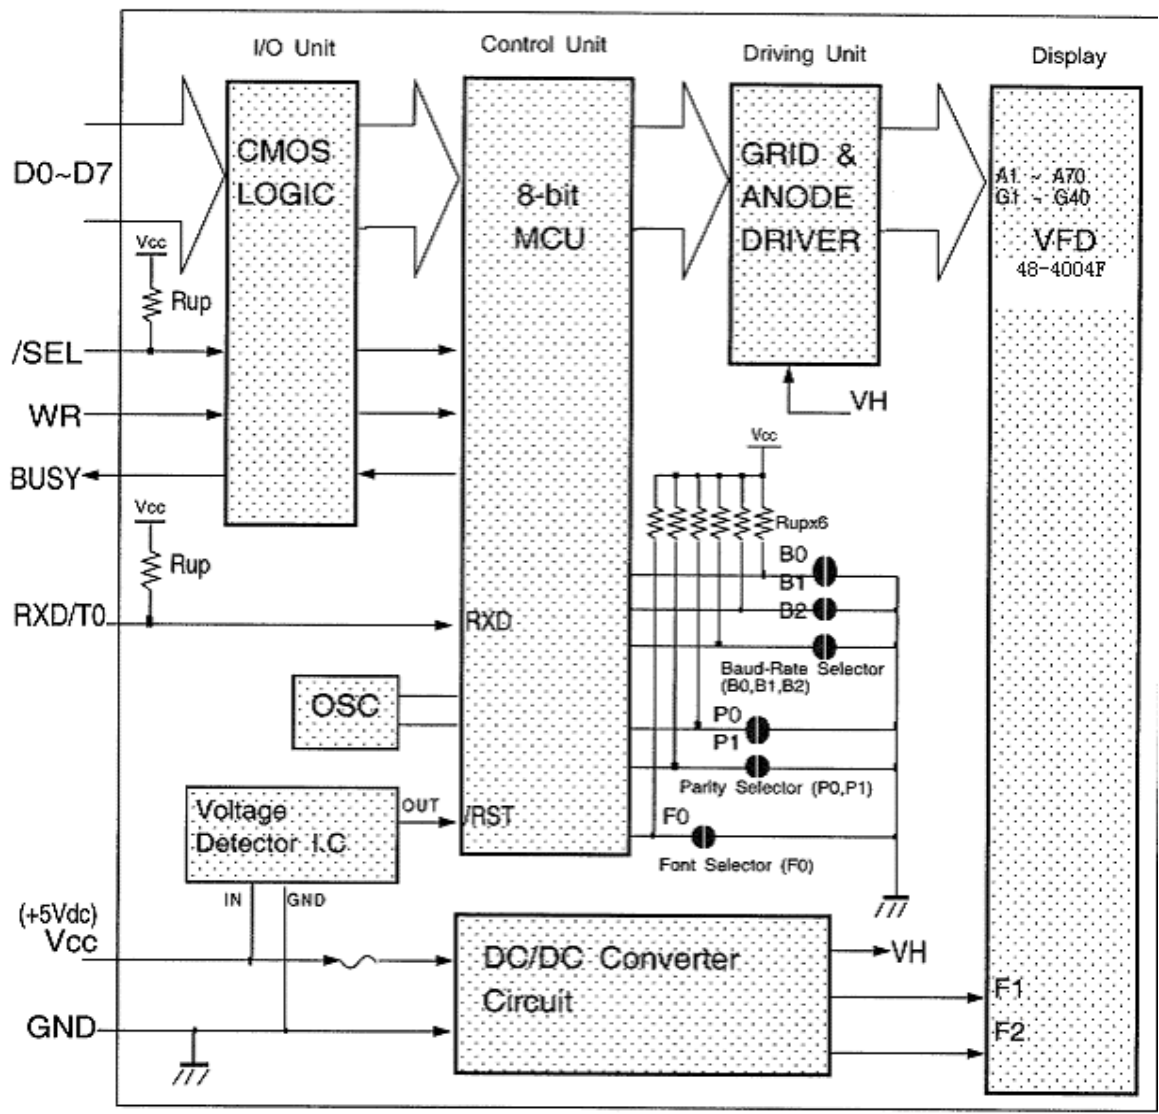 I/O Unit
Control Unit
Driving Unit
Display
D0~D7
CMOS
LOGIC
8-bit
MCU
GRID &
ANODE
DRIVER
A1 ~ A70
G1 ~ G40
VFD
48-4004F
Vcc
Rup
/SEL
WR
BUSY
VH
Vcc
Rupx6
Vcc
Rup
RXD/T0
RXD
B0
B1
B2
Baud-Rate Selector
(B0,B1,B2)
OSC
P0
P1
Parity Selector (P0,P1)
Voltage
Detector I.C
OUT
/RST
F0
Font Selector (F0)
IN
GND
(+5Vdc)
Vcc
DC/DC Converter
Circuit
VH
GND
F1
F2